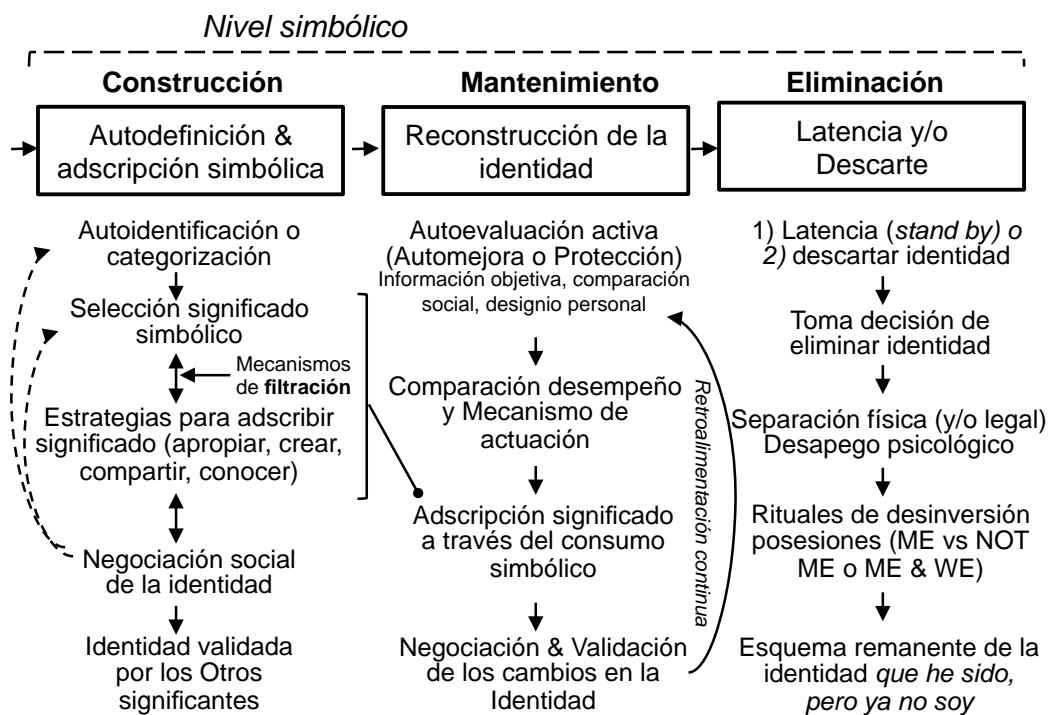 Nivel simbólico
Construcción
Autodefinición &
adscripción simbólica
Autoidentificación o
categorización
Selección significado
simbólico
Mecanismos
de filtración
Estrategias para adscribir
significado (apropiar, crear,
compartir, conocer)
Negociación social
de la identidad
Identidad validada
por los Otros
significantes
Mantenimiento
Reconstrucción de la
identidad
Autoevaluación activa
(Automejora o Protección)
Información objetiva, comparación
social, designio personal
Comparación desempeño
y Mecanismo de
actuación
Adscripción significado
a través del consumo
simbólico
Negociación & Validación
de los cambios en la
Identidad
Retroalimentación continua
Eliminación
Latencia y/o
Descarte
1) Latencia (stand by) o
2) descartar identidad
Toma decisión de
eliminar identidad
Separación física (y/o legal)
Desapego psicológico
Rituales de desinversión
posesiones (ME vs NOT
ME o ME & WE)
Esquema remanente de la
identidad que he sido,
pero ya no soy